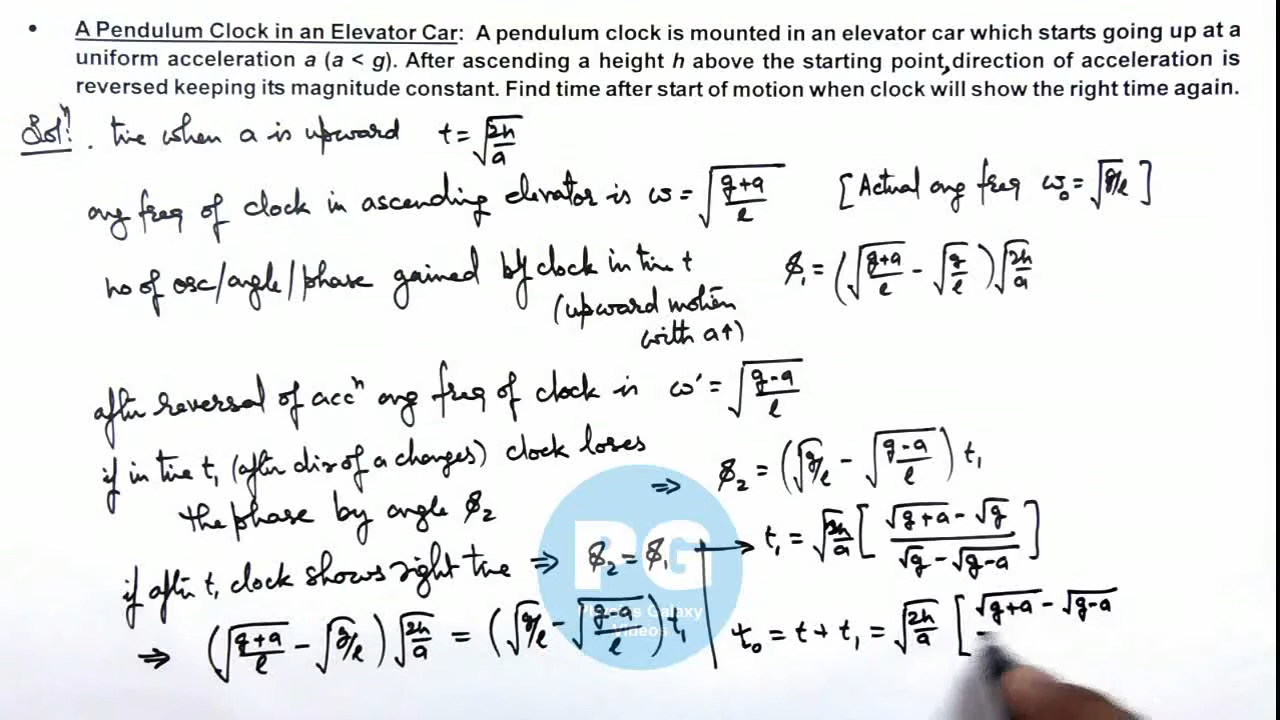 • A Pendulum Clock in an Elevator Car: A pendulum clock is mounted in an elevator car which starts going up at a
uniform acceleration a (a < g). After ascending a height h above the starting point, direction of acceleration is
reversed keeping its magnitude constant. Find time after start of motion when clock will show the right time again.
Solⁿ. time when a is upward t = √(2h/a)
ang freq of clock in ascending elevator is ω = √((g+a)/l) [Actual ang freq ω₀ = √(g/l)]
no of osc/angle/phase gained by clock in time t ϕ₁ = (√((g+a)/l) - √(g/l)) √(2h/a)
(upward motion
with a↑)
after reversal of accⁿ ang freq of clock is ω' = √((g-a)/l)
if in time t₁ (after dir of a changes) clock loses
the phase by angle ϕ₂ ⇒ ϕ₂ = (√(g/l) - √((g-a)/l)) t₁
if after t₁ clock shows right time ⇒ ϕ₂ = ϕ₁ → t₁ = √(2h/a) [(√(g+a) - √g)/(√g - √(g-a))]
⇒ (√((g+a)/l) - √(g/l)) √(2h/a) = (√(g/l) - √((g-a)/l)) t₁
t₀ = t + t₁ = √(2h/a) [√(g+a) - √(g-a)
PG
Videos